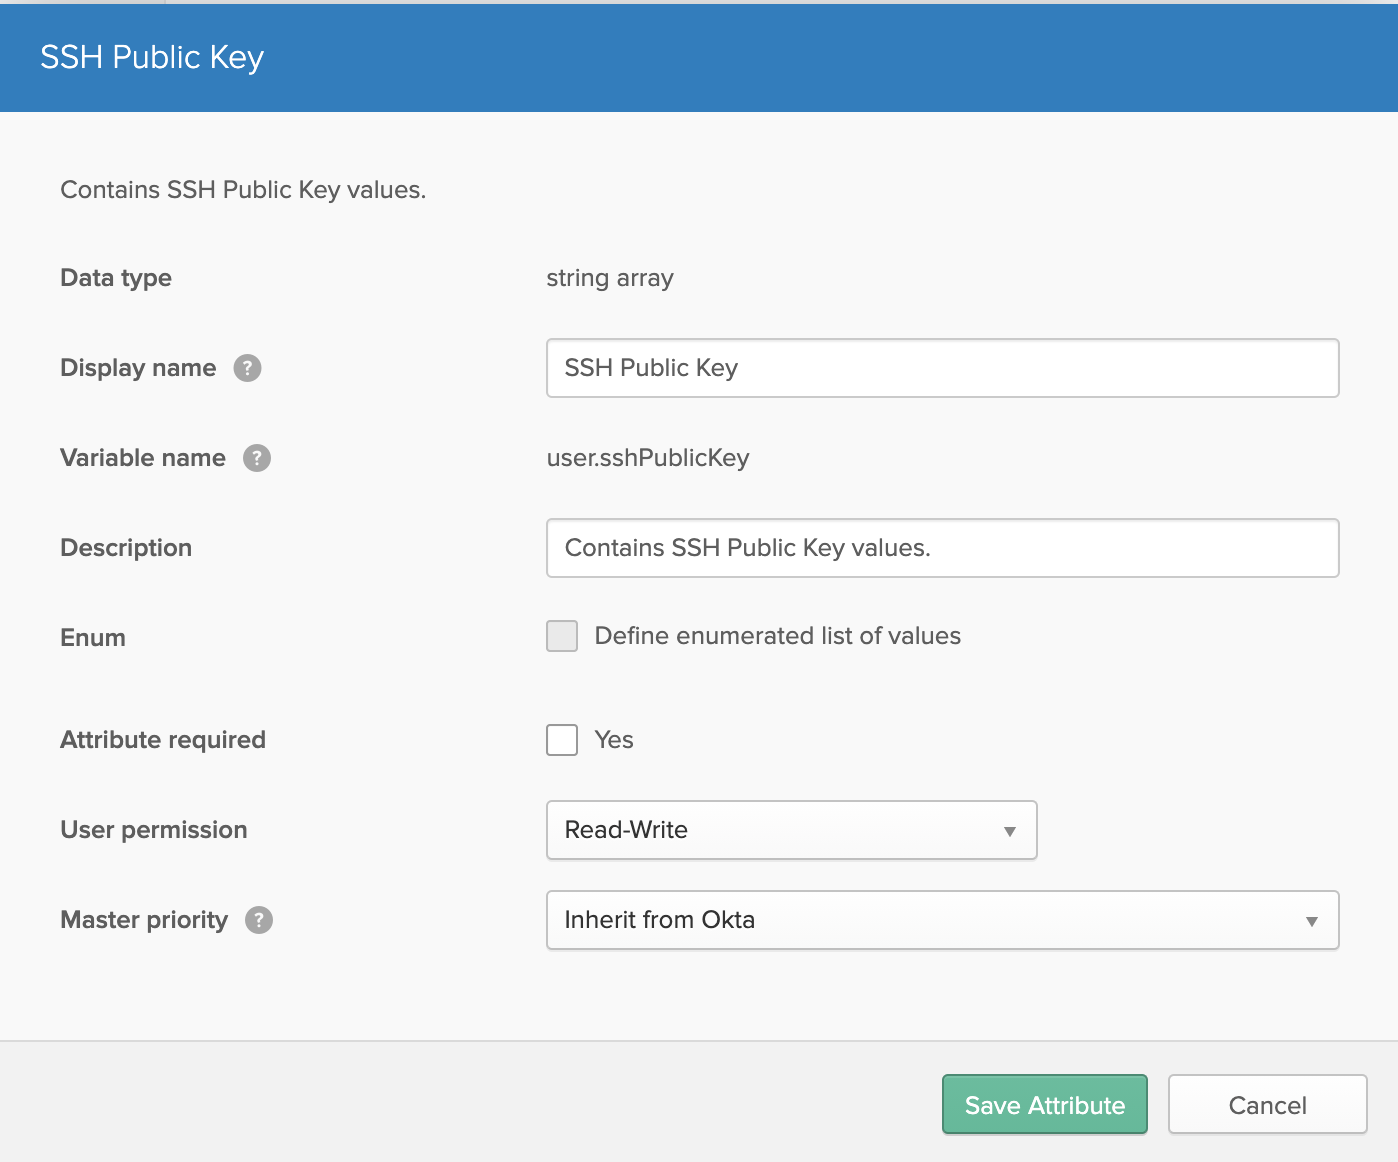 SSH Public Key
Contains SSH Public Key values.
Data type string array
Display name ? SSH Public Key
Variable name ? user.sshPublicKey
Description Contains SSH Public Key values.
Enum Define enumerated list of values
Attribute required Yes
User permission Read-Write
Master priority ? Inherit from Okta
Save Attribute Cancel